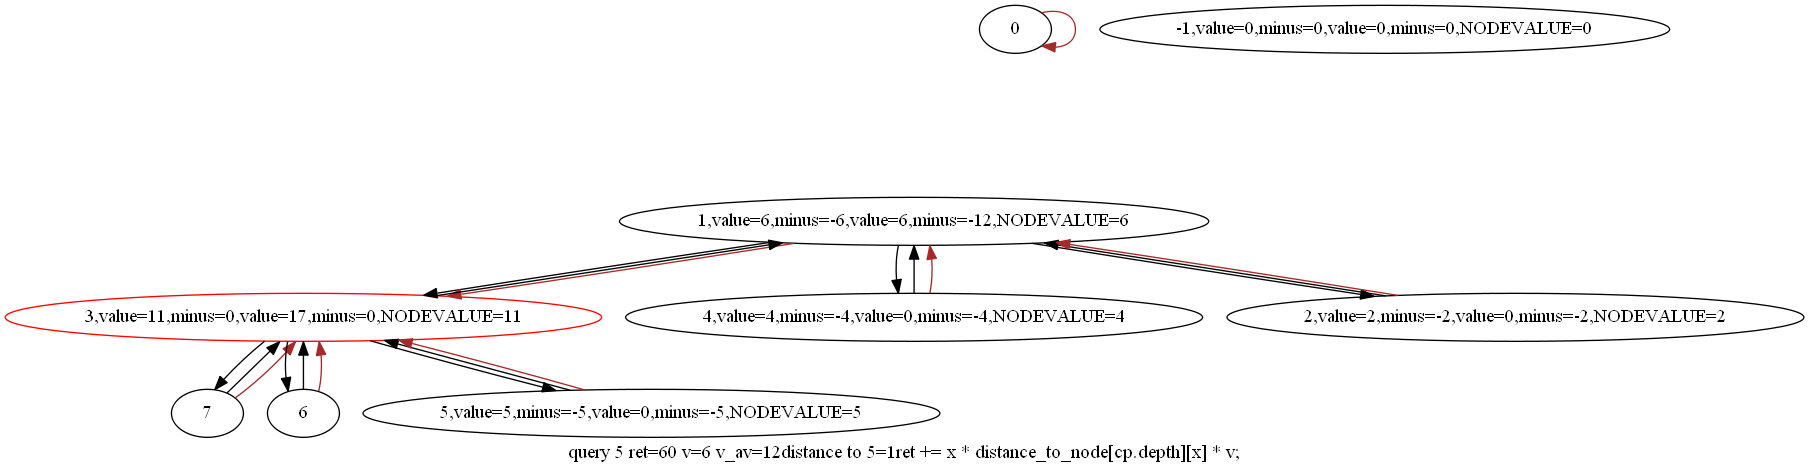 0
-1,value=0,minus=0,value=0,minus=0,NODEVALUE=0
1,value=6,minus=-6,value=6,minus=-12,NODEVALUE=6
3,value=11,minus=0,value=17,minus=0,NODEVALUE=11
4,value=4,minus=-4,value=0,minus=-4,NODEVALUE=4
2,value=2,minus=-2,value=0,minus=-2,NODEVALUE=2
7
6
5,value=5,minus=-5,value=0,minus=-5,NODEVALUE=5
query 5 ret=60 v=6 v_av=12distance to 5=1ret += x * distance_to_node[cp.depth][x] * v;